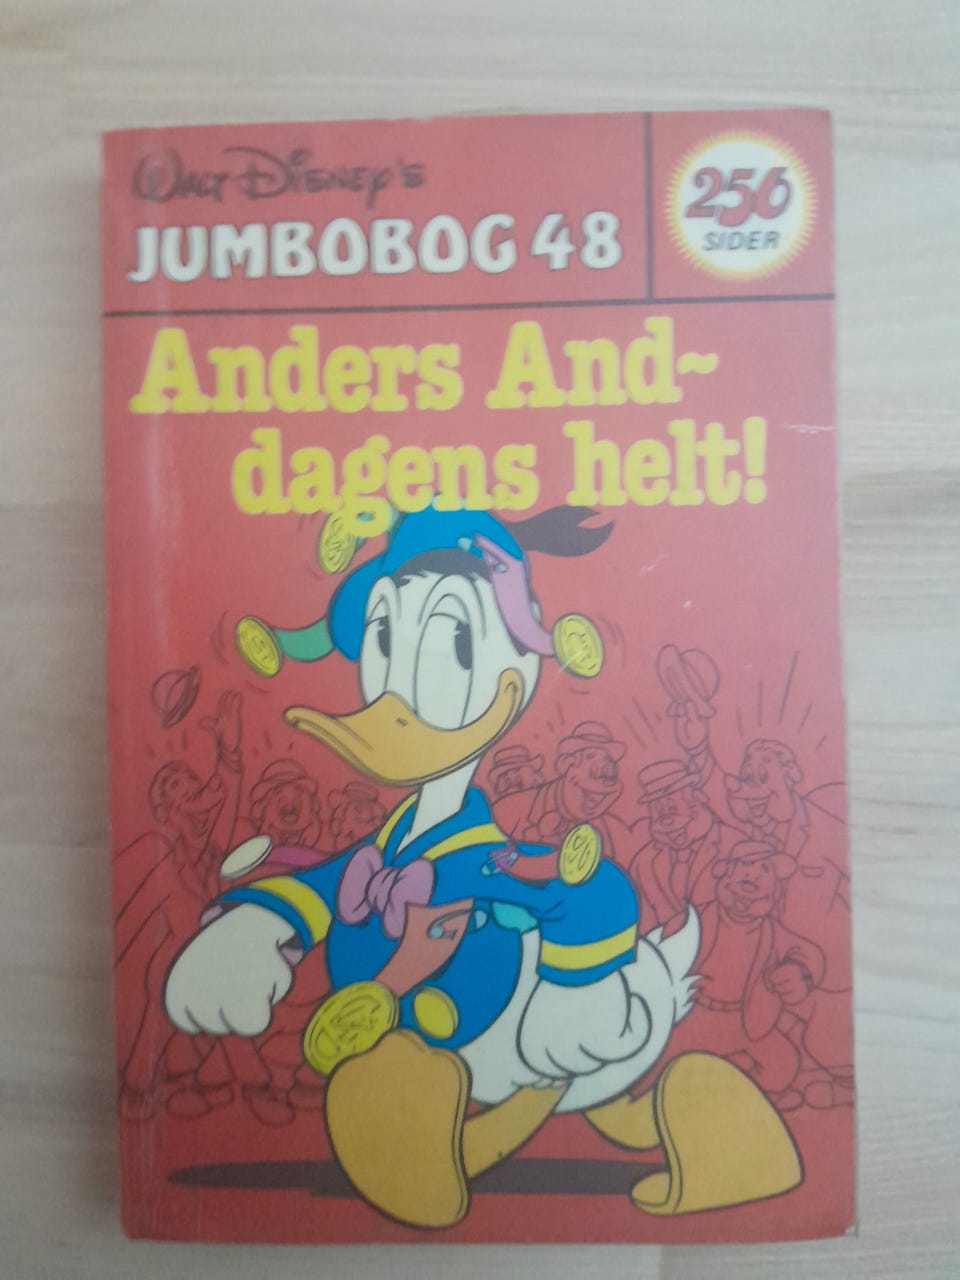 Walt Disney's
JUMBOBOG 48
256
SIDER
Anders And~
dagens helt!